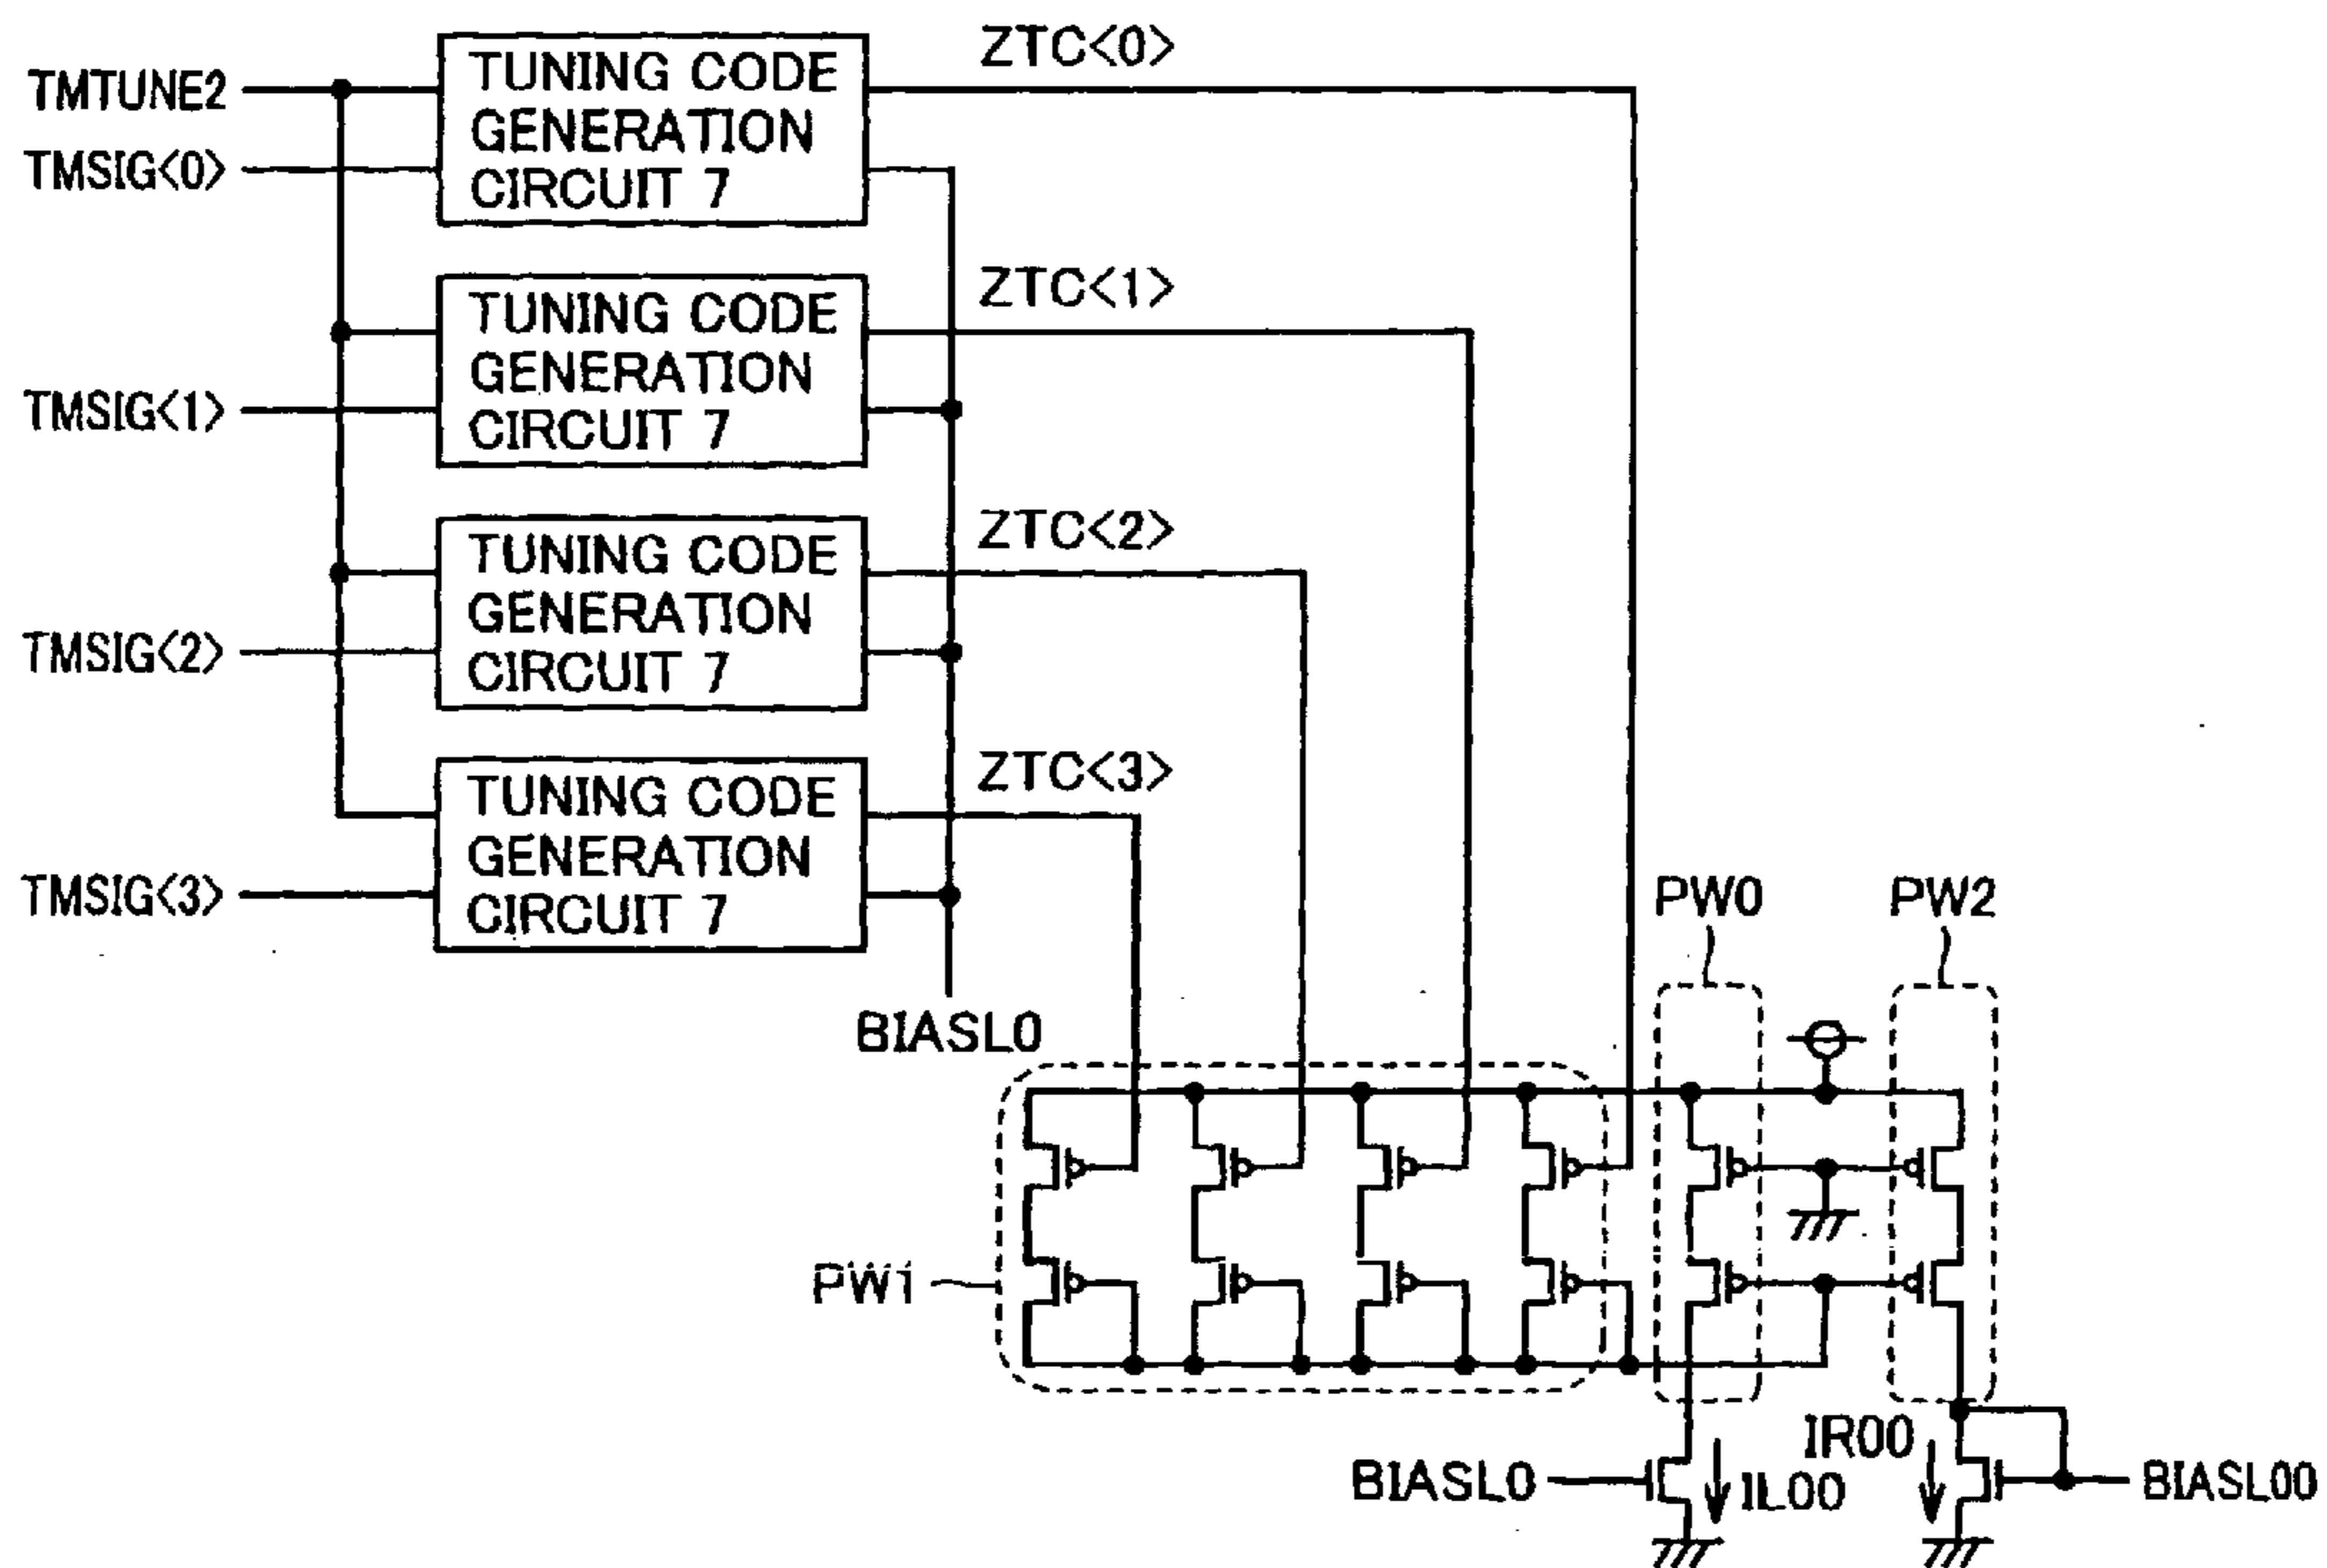 ZTC<0>
TMTUNE2
TMSIG<0>
TUNING CODE
GENERATION
CIRCUIT 7
ZTC<1>
TMSIG<1>
TUNING CODE
GENERATION
CIRCUIT 7
ZTC<2>
TMSIG<2>
TUNING CODE
GENERATION
CIRCUIT 7
ZTC<3>
TMSIG<3>
TUNING CODE
GENERATION
CIRCUIT 7
BIASL0
PW0
PW2
PW1
BIASL0
IL00
IR00
BIASL00